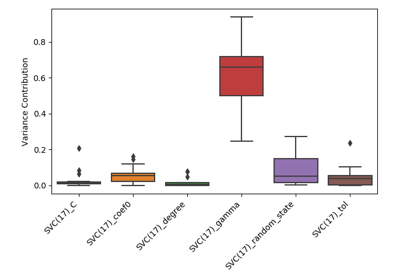 Variance Contribution
0.8
0.6
0.4
0.2
0.0
SVC(17)_C
SVC(17)_coef0
SVC(17)_degree
SVC(17)_gamma
SVC(17)_random_state
SVC(17)_tol